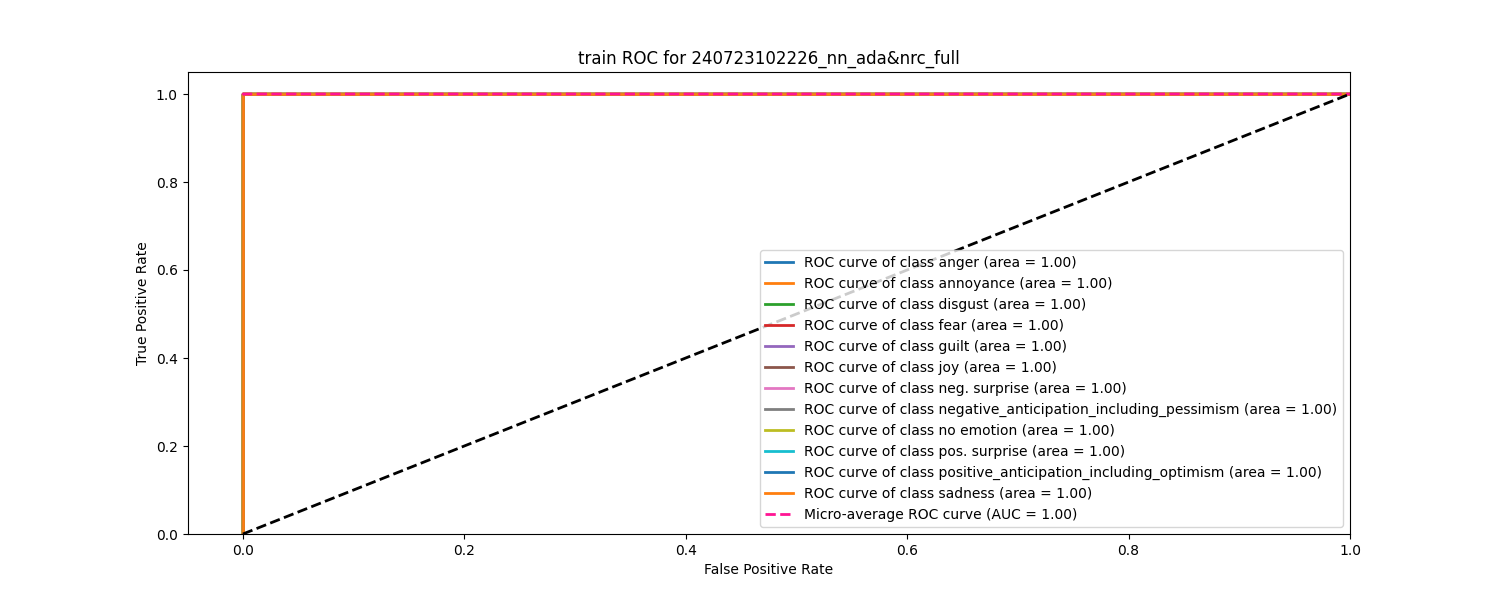 train ROC for 240723102226_nn_ada&nrc_full
True Positive Rate
1.0
0.8
0.6
0.4
0.2
0.0
ROC curve of class anger (area = 1.00)
ROC curve of class annoyance (area = 1.00)
ROC curve of class disgust (area = 1.00)
ROC curve of class fear (area = 1.00)
ROC curve of class guilt (area = 1.00)
ROC curve of class joy (area = 1.00)
ROC curve of class neg. surprise (area = 1.00)
ROC curve of class negative_anticipation_including_pessimism (area = 1.00)
ROC curve of class no emotion (area = 1.00)
ROC curve of class pos. surprise (area = 1.00)
ROC curve of class positive_anticipation_including_optimism (area = 1.00)
ROC curve of class sadness (area = 1.00)
Micro-average ROC curve (AUC = 1.00)
0.0 0.2 0.4 0.6 0.8 1.0
False Positive Rate